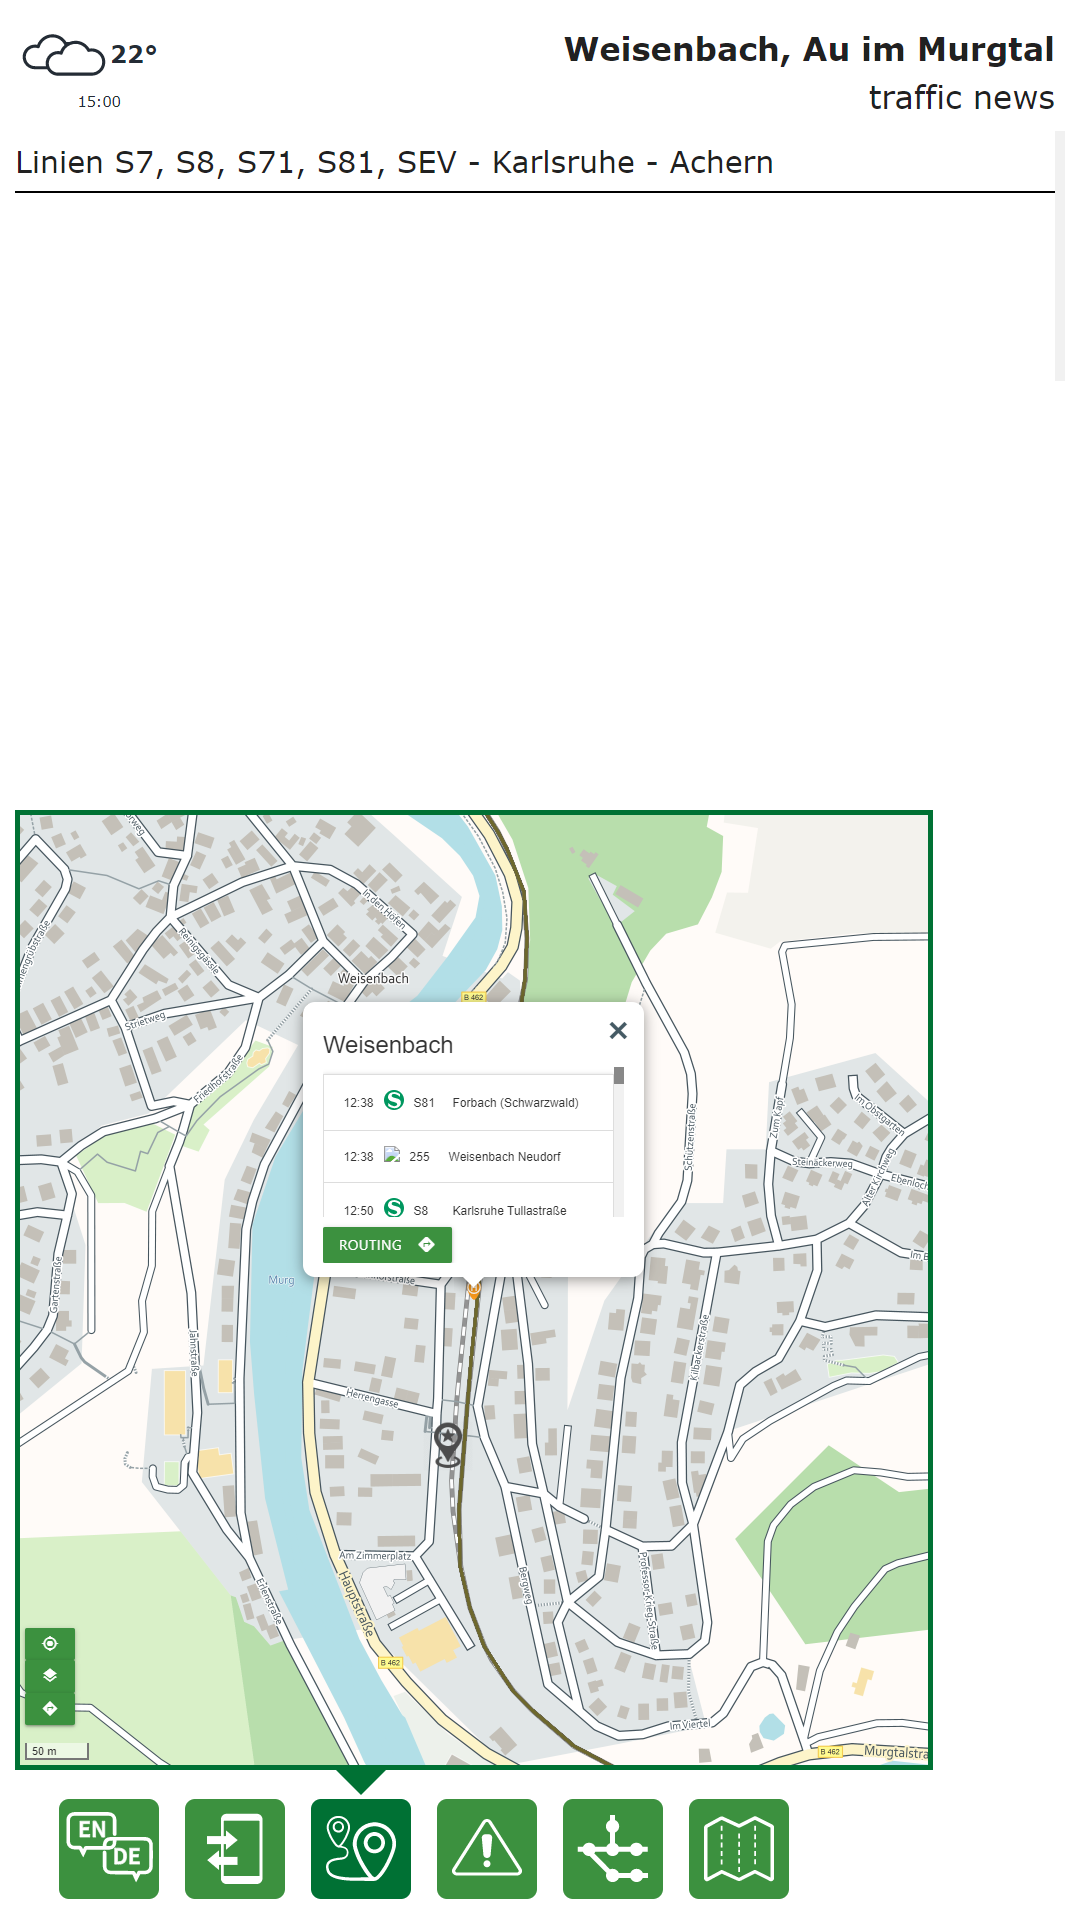 22°
15:00
Weisenbach, Au im Murgtal
traffic news
Linien S7, S8, S71, S81, SEV - Karlsruhe - Achern
In den Höfen
Reinigsgässle
Weisenbach
B 462
Strietweg
Friedhofstraße
Weisenbach
12:38 S81 Forbach (Schwarzwald)
12:38 255 Weisenbach Neudorf
12:50 S8 Karlsruhe Tullastraße
ROUTING
Schützenstraße
Zum Kapf
Im Obstgarten
Steinackerweg
Alter Kirchweg
Ebenloch
Im B
Gartenstraße
Murg
Jahnstraße
Kilbackerstraße
Herrengasse
Am Zimmerplatz
Hauptstraße
Erlenstraße
Bergweg
Professor-Krieg-Straße
B 462
Im Viertel
B 462
Murgtalstra
50 m
EN
DE